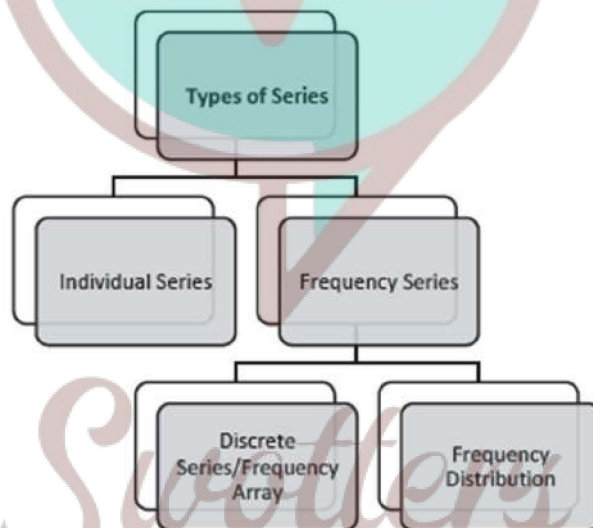 Types of Series
Individual Series
Frequency Series
Discrete
Series/Frequency
Array
Frequency
Distribution
Swotters